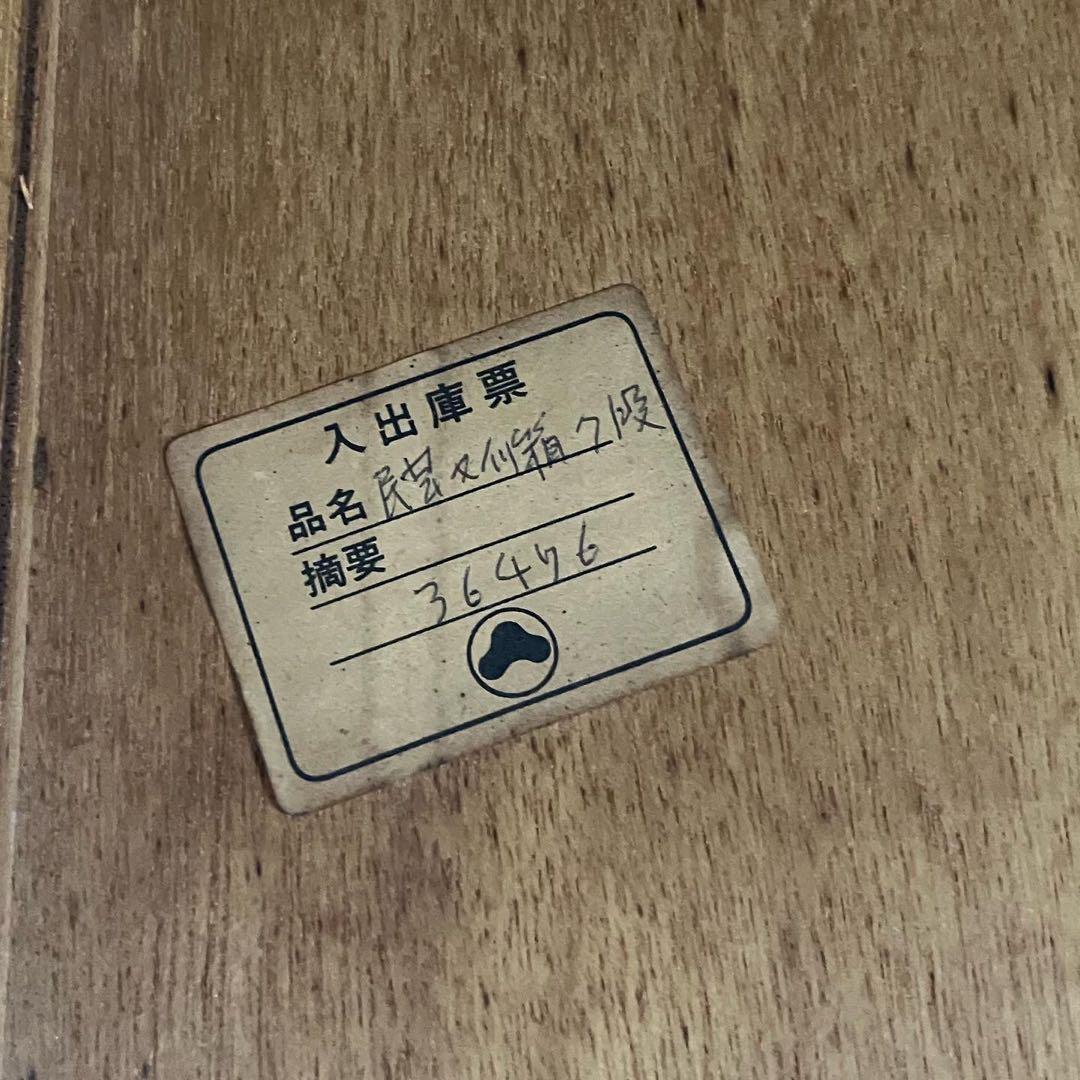 入出庫票
品名 民芸 箱 7段
摘要
36476